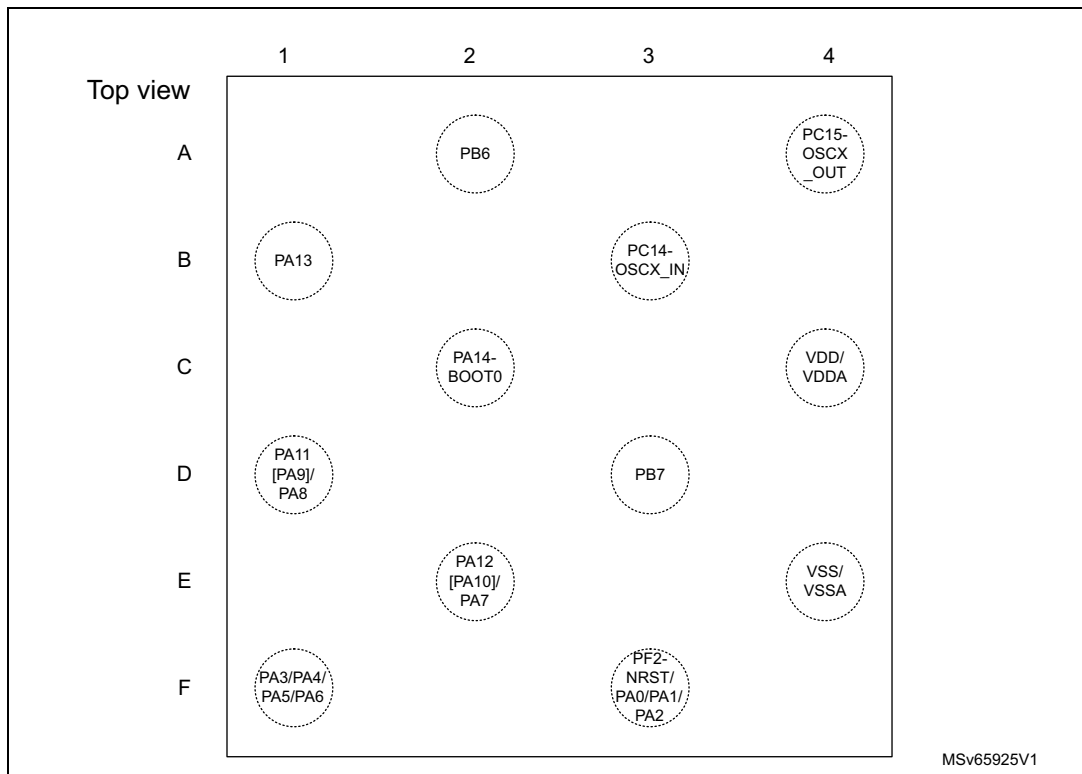 1 2 3 4
Top view
A
PB6
PC15-
OSCX
_OUT
B
PA13
PC14-
OSCX_IN
C
PA14-
BOOT0
VDD/
VDDA
D
PA11
[PA9]/
PA8
PB7
E
PA12
[PA10]/
PA7
VSS/
VSSA
F
PA3/PA4/
PA5/PA6
PF2-
NRST/
PA0/PA1/
PA2
MSv65925V1